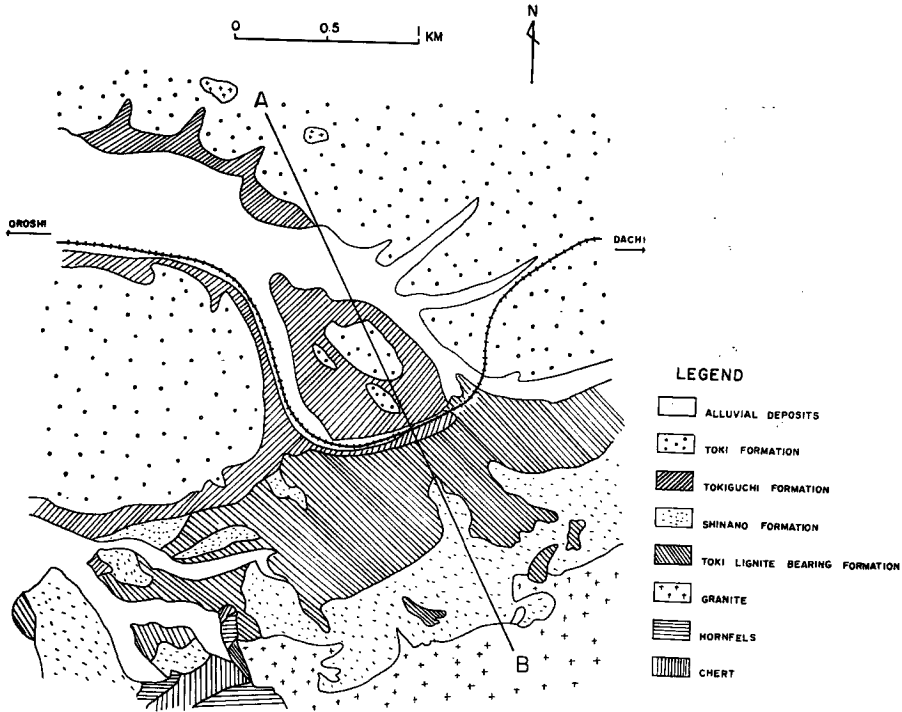 0 0.5 1 KM
N
A
OROSHI
DACHI
LEGEND
ALLUVIAL DEPOSITS
TOKI FORMATION
TOKIGUCHI FORMATION
SHINANO FORMATION
TOKI LIGNITE BEARING FORMATION
GRANITE
HORNFELS
CHERT
B